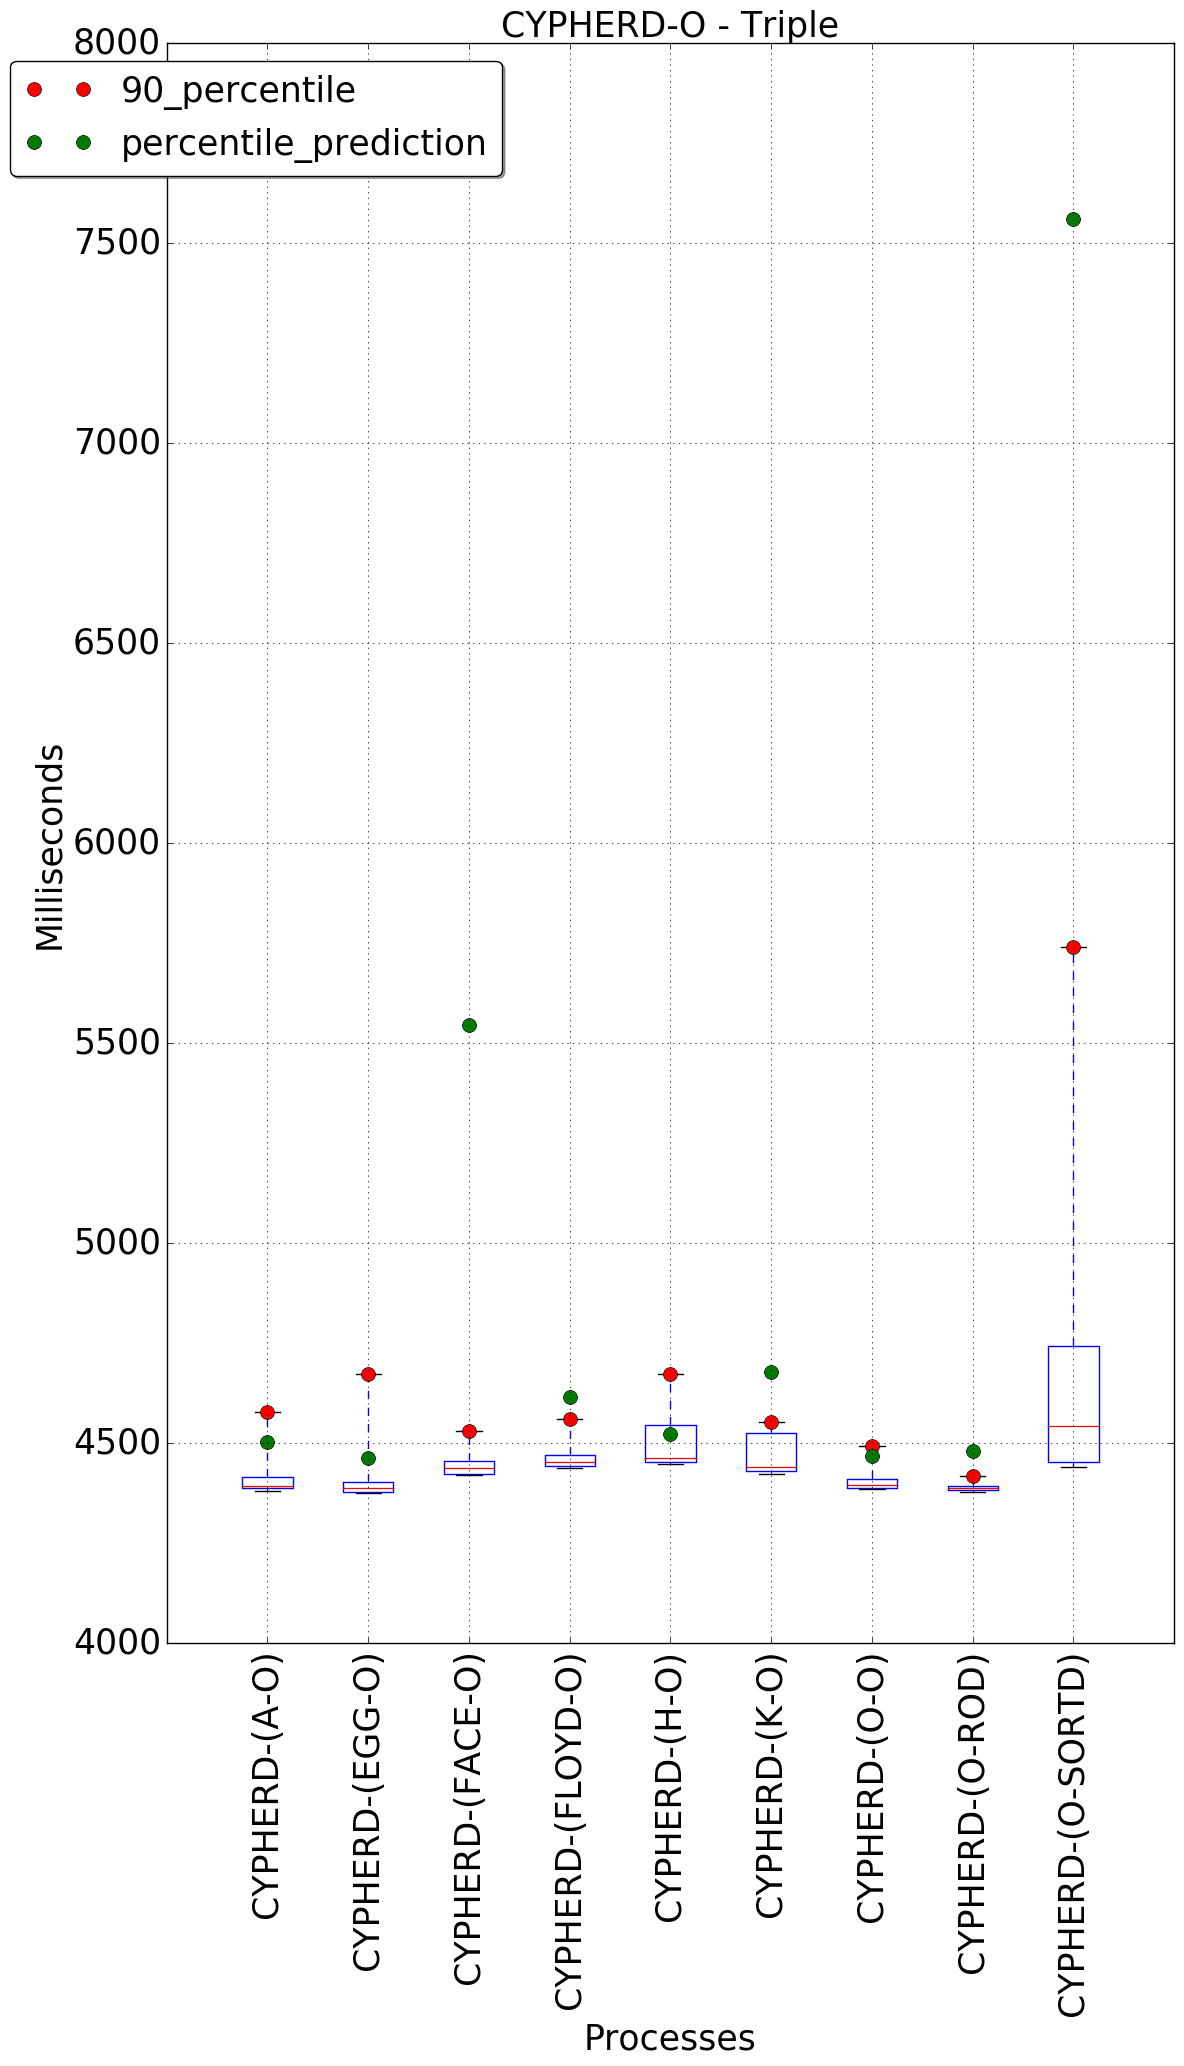 CYPHERD-O - Triple
90_percentile
percentile_prediction
8000
7500
7000
6500
6000
5500
5000
4500
4000
Milliseconds
CYPHERD-(A-O)
CYPHERD-(EGG-O)
CYPHERD-(FACE-O)
CYPHERD-(FLOYD-O)
CYPHERD-(H-O)
CYPHERD-(K-O)
CYPHERD-(O-O)
CYPHERD-(O-ROD)
CYPHERD-(O-SORTD)
Processes